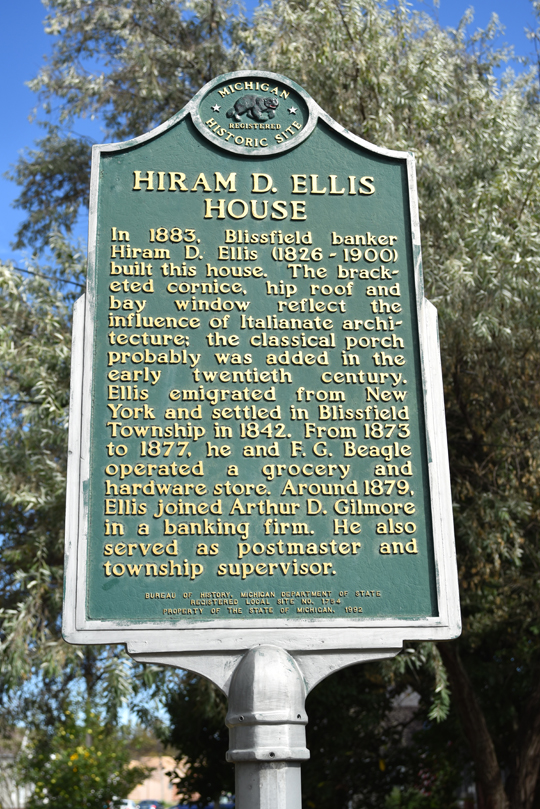 MICHIGAN
REGISTERED
HISTORIC SITE
HIRAM D. ELLIS
HOUSE
In 1883, Blissfield banker
Hiram D. Ellis (1826-1900)
built this house. The brack-
eted cornice, hip roof and
bay window reflect the
influence of Italianate archi-
tecture; the classical porch
probably was added in the
early twentieth century.
Ellis emigrated from New
York and settled in Blissfield
Township in 1842. From 1873
to 1877, he and F. G. Beagle
operated a grocery and
hardware store. Around 1879,
Ellis joined Arthur D. Gilmore
in a banking firm. He also
served as postmaster and
township supervisor.
BUREAU OF HISTORY, MICHIGAN DEPARTMENT OF STATE
REGISTERED LOCAL SITE NO. 1794
PROPERTY OF THE STATE OF MICHIGAN, 1992